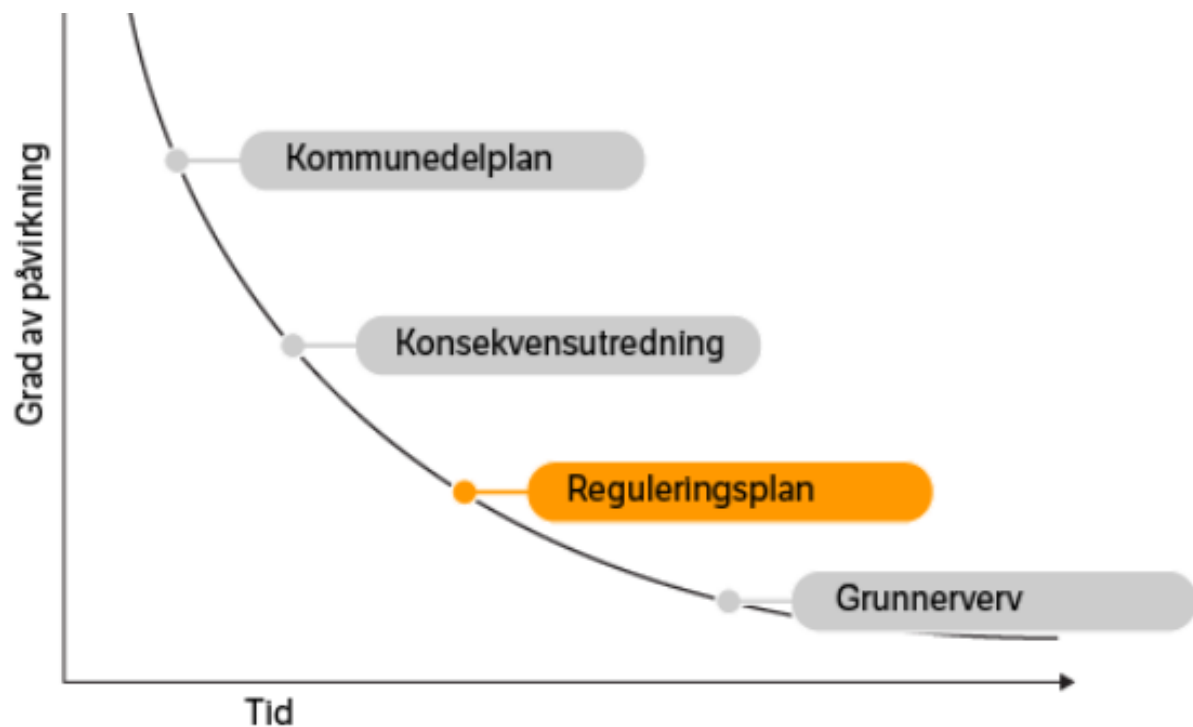 Grad av påvirkning
Kommunedelplan
Konsekvensutredning
Reguleringsplan
Grunnerverv
Tid